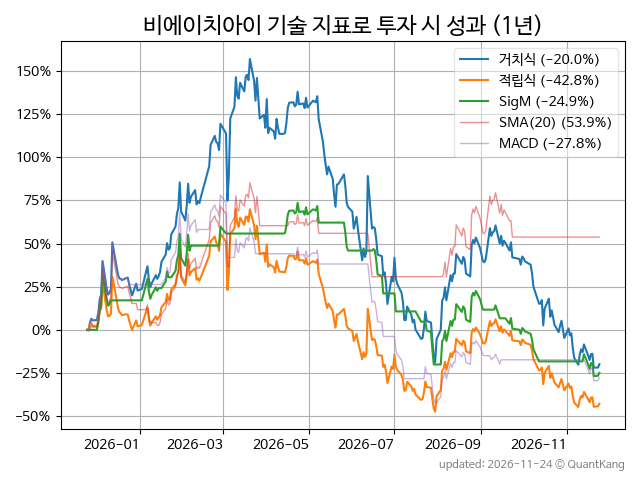 비에이치아이 기술 지표로 투자 시 성과 (1년)
거치식 (−20.0%)
적립식 (−42.8%)
SigM (−24.9%)
SMA(20) (53.9%)
MACD (−27.8%)
150%
125%
100%
75%
50%
25%
0%
−25%
−50%
2026-01 2026-03 2026-05 2026-07 2026-09 2026-11
updated: 2026-11-24 © QuantKang